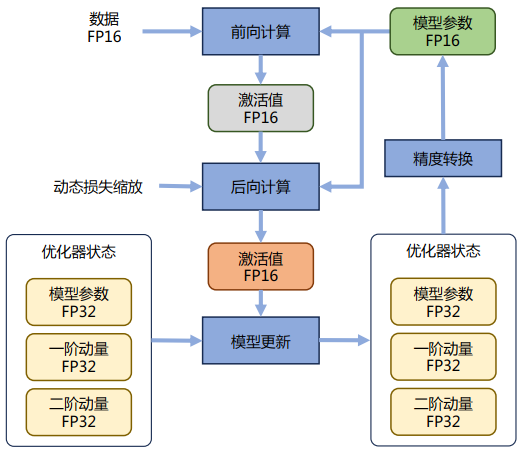 数据
FP16
前向计算
模型参数
FP16
激活值
FP16
精度转换
动态损失缩放
后向计算
优化器状态
激活值
FP16
优化器状态
模型参数
FP32
模型更新
模型参数
FP32
一阶动量
FP32
一阶动量
FP32
二阶动量
FP32
二阶动量
FP32